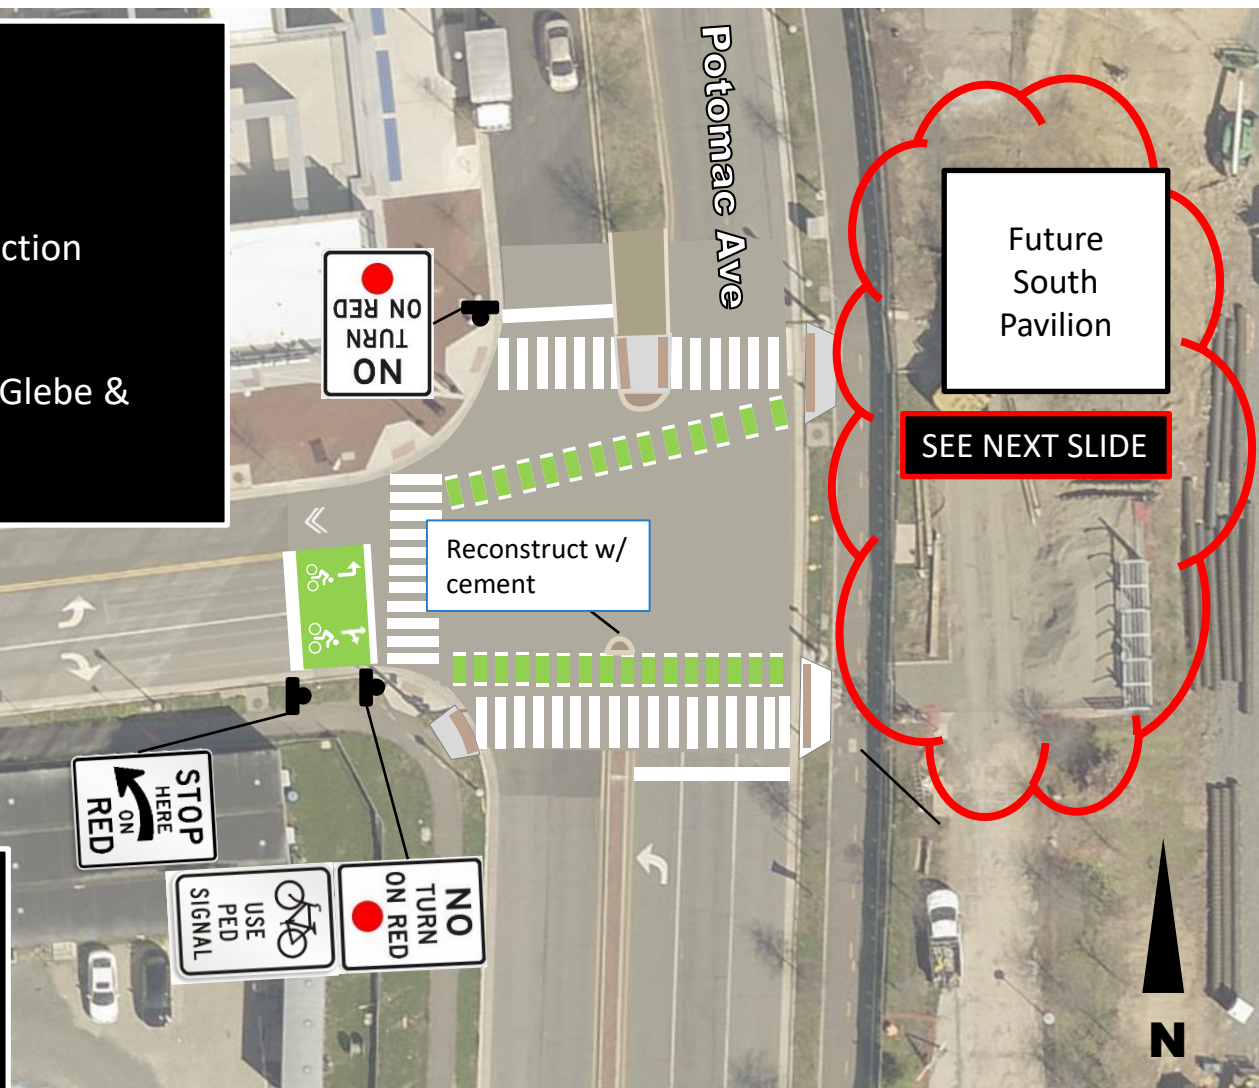 ction
Glebe &
Potomac Ave
NO
TURN
ON RED
Future
South
Pavilion
SEE NEXT SLIDE
Reconstruct w/
cement
STOP
HERE
ON
RED
USE
PED
SIGNAL
NO
TURN
ON RED
N